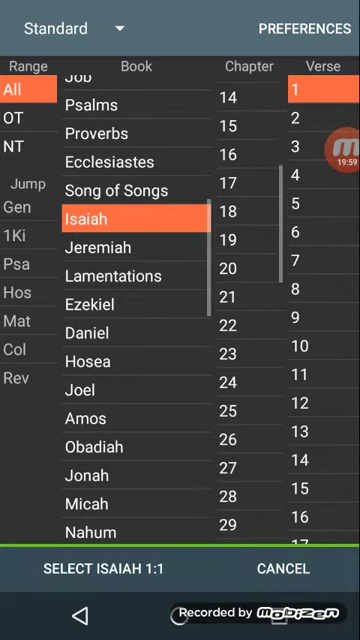 Standard PREFERENCES
Range Book Chapter Verse
All
OT
NT
Jump
Gen
1Ki
Psa
Hos
Mat
Col
Rev
Job
Psalms
Proverbs
Ecclesiastes
Song of Songs
Isaiah
Jeremiah
Lamentations
Ezekiel
Daniel
Hosea
Joel
Amos
Obadiah
Jonah
Micah
Nahum
14
15
16
17
18
19
20
21
22
23
24
25
26
27
28
29
1
2
3
4
5
6
7
8
9
10
11
12
13
14
15
16
17
19:59
SELECT ISAIAH 1:1 CANCEL
Recorded by mobizen